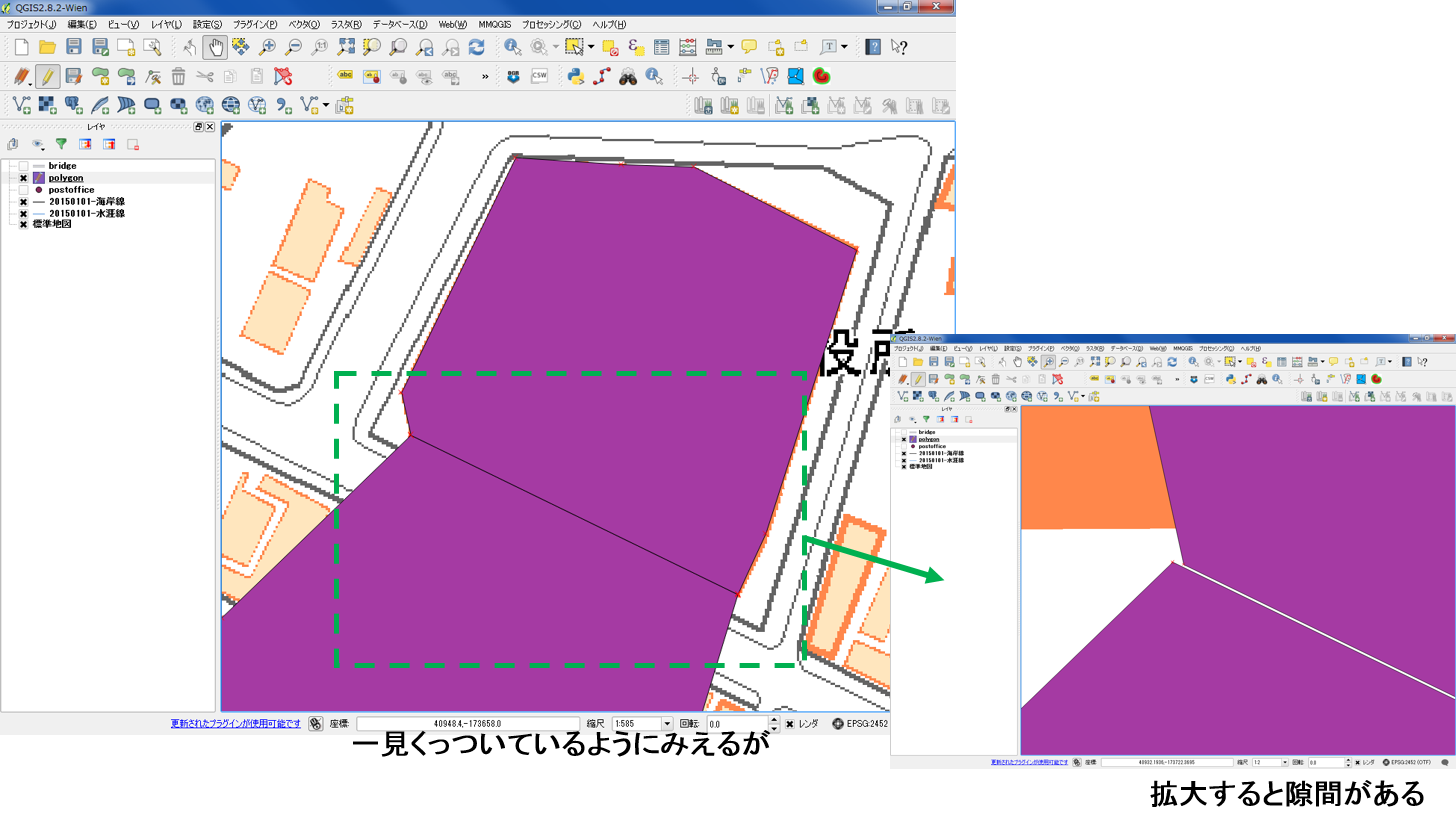 QGIS2.8.2-Wien
プロジェクト(J) 編集(E) ビュー(V) レイヤ(L) 設定(S) プラグイン(P) ベクタ(O) ラスタ(R) データベース(D) Web(W) MMQGIS プロセッシング(C) ヘルプ(H)
レイヤ
bridge
polygon
postoffice
20150101-海岸線
20150101-水涯線
標準地図
役所
更新されたプラグインが使用可能です 座標: 40948.4,-173658.0 縮尺 1:585 回転: 0.0 レンダ EPSG:2452
一見くっついているようにみえるが
QGIS2.8.2-Wien
プロジェクト(J) 編集(E) ビュー(V) レイヤ(L) 設定(S) プラグイン(P) ベクタ(O) ラスタ(R) データベース(D) Web(W) MMQGIS プロセッシング(C) ヘルプ(H)
レイヤ
bridge
polygon
postoffice
20150101-海岸線
20150101-水涯線
標準地図
更新されたプラグインが使用可能です 座標: 縮尺 1:2 回転: 0.0 レンダ EPSG:2452 (OTF)
拡大すると隙間がある